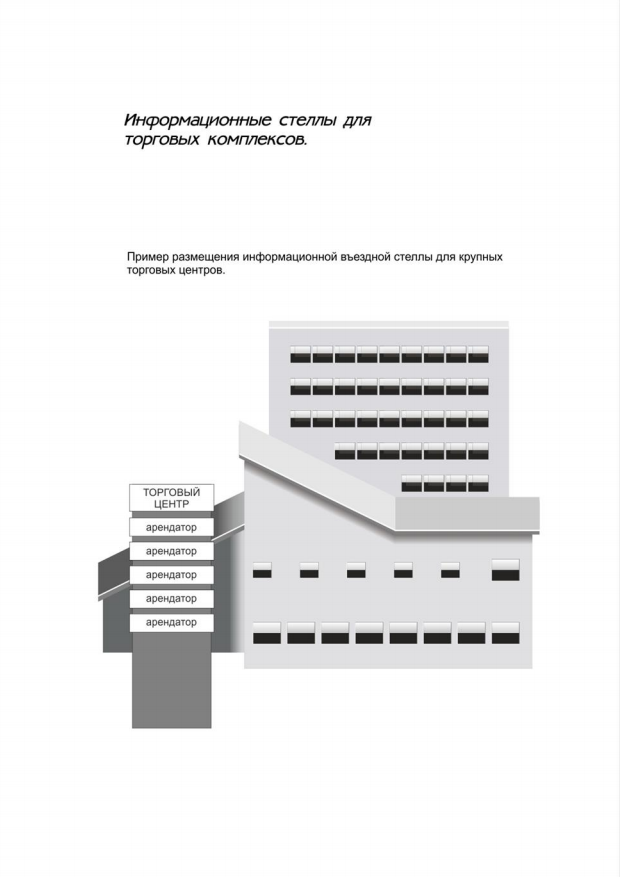 Информационные стеллы для
торговых комплексов.
Пример размещения информационной въездной стеллы для крупных
торговых центров.
ТОРГОВЫЙ
ЦЕНТР
арендатор
арендатор
арендатор
арендатор
арендатор